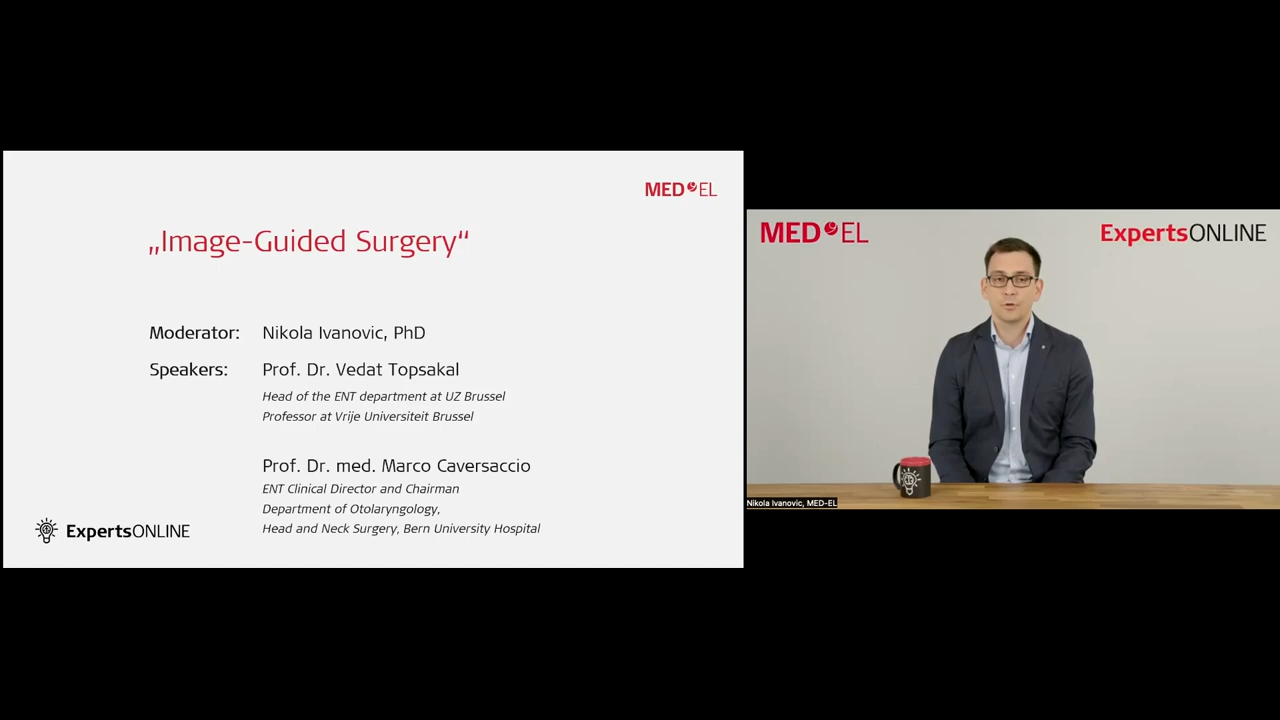 MED EL
„Image-Guided Surgery“
Moderator: Nikola Ivanovic, PhD
Speakers: Prof. Dr. Vedat Topsakal
Head of the ENT department at UZ Brussel
Professor at Vrije Universiteit Brussel
Prof. Dr. med. Marco Caversaccio
ENT Clinical Director and Chairman
Department of Otolaryngology,
Head and Neck Surgery, Bern University Hospital
ExpertsONLINE
MED EL
ExpertsONLINE
Nikola Ivanovic, MED-EL